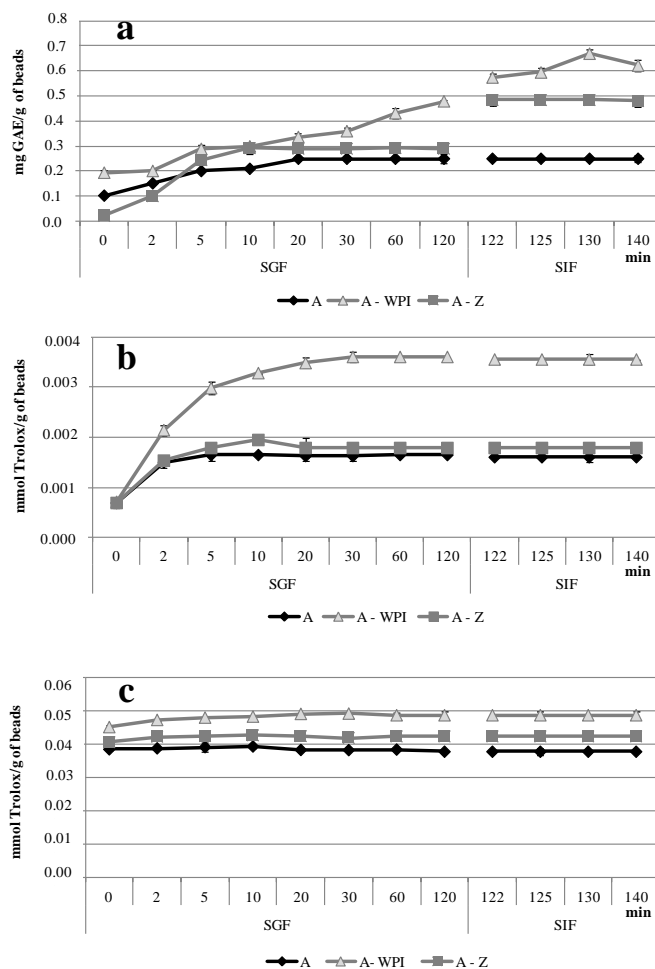 a
mg GAE/g of beads
0.8
0.7
0.6
0.5
0.4
0.3
0.2
0.1
0.0
0 2 5 10 20 30 60 120 122 125 130 140
min
SGF SIF
A A - WPI A - Z
b
mmol Trolox/g of beads
0.004
0.003
0.002
0.001
0.000
0 2 5 10 20 30 60 120 122 125 130 140
min
SGF SIF
A A - WPI A - Z
c
mmol Trolox/g of beads
0.06
0.05
0.04
0.03
0.02
0.01
0.00
0 2 5 10 20 30 60 120 122 125 130 140
min
SGF SIF
A A- WPI A - Z